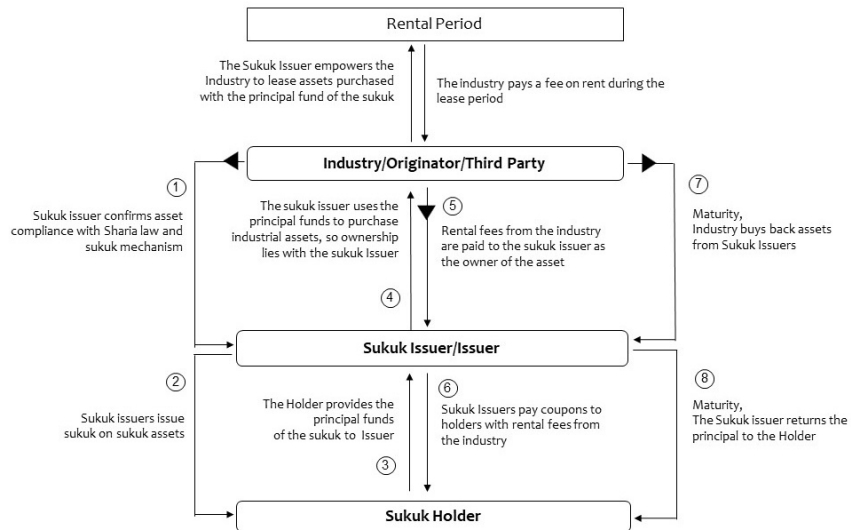 Rental Period
The Sukuk Issuer empowers the
Industry to lease assets purchased
with the principal fund of the sukuk
The industry pays a fee on rent during the
lease period
Industry/Originator/Third Party
1
Sukuk issuer confirms asset
compliance with Sharia law and
sukuk mechanism
The sukuk issuer uses the
principal funds to purchase
industrial assets, so ownership
lies with the sukuk Issuer
4
5
Rental fees from the industry
are paid to the sukuk issuer as
the owner of the asset
7
Maturity,
Industry buys back assets
from Sukuk Issuers
Sukuk Issuer/Issuer
2
Sukuk issuers issue
sukuk on sukuk assets
The Holder provides the
principal funds
of the sukuk to Issuer
3
6
Sukuk Issuers pay coupons to
holders with rental fees from
the industry
8
Maturity,
The Sukuk issuer returns the
principal to the Holder
Sukuk Holder